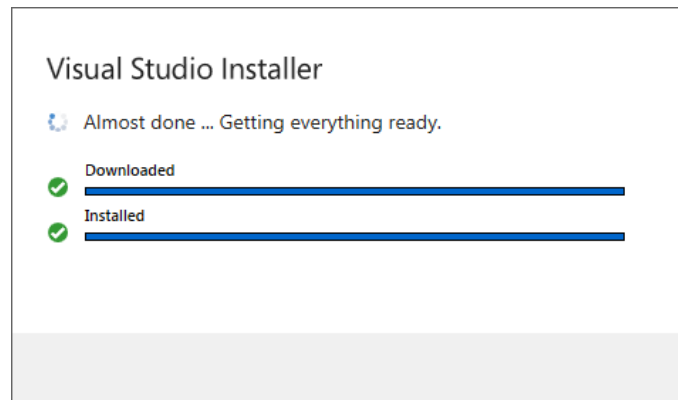 Visual Studio Installer
Almost done ... Getting everything ready.
Downloaded
Installed